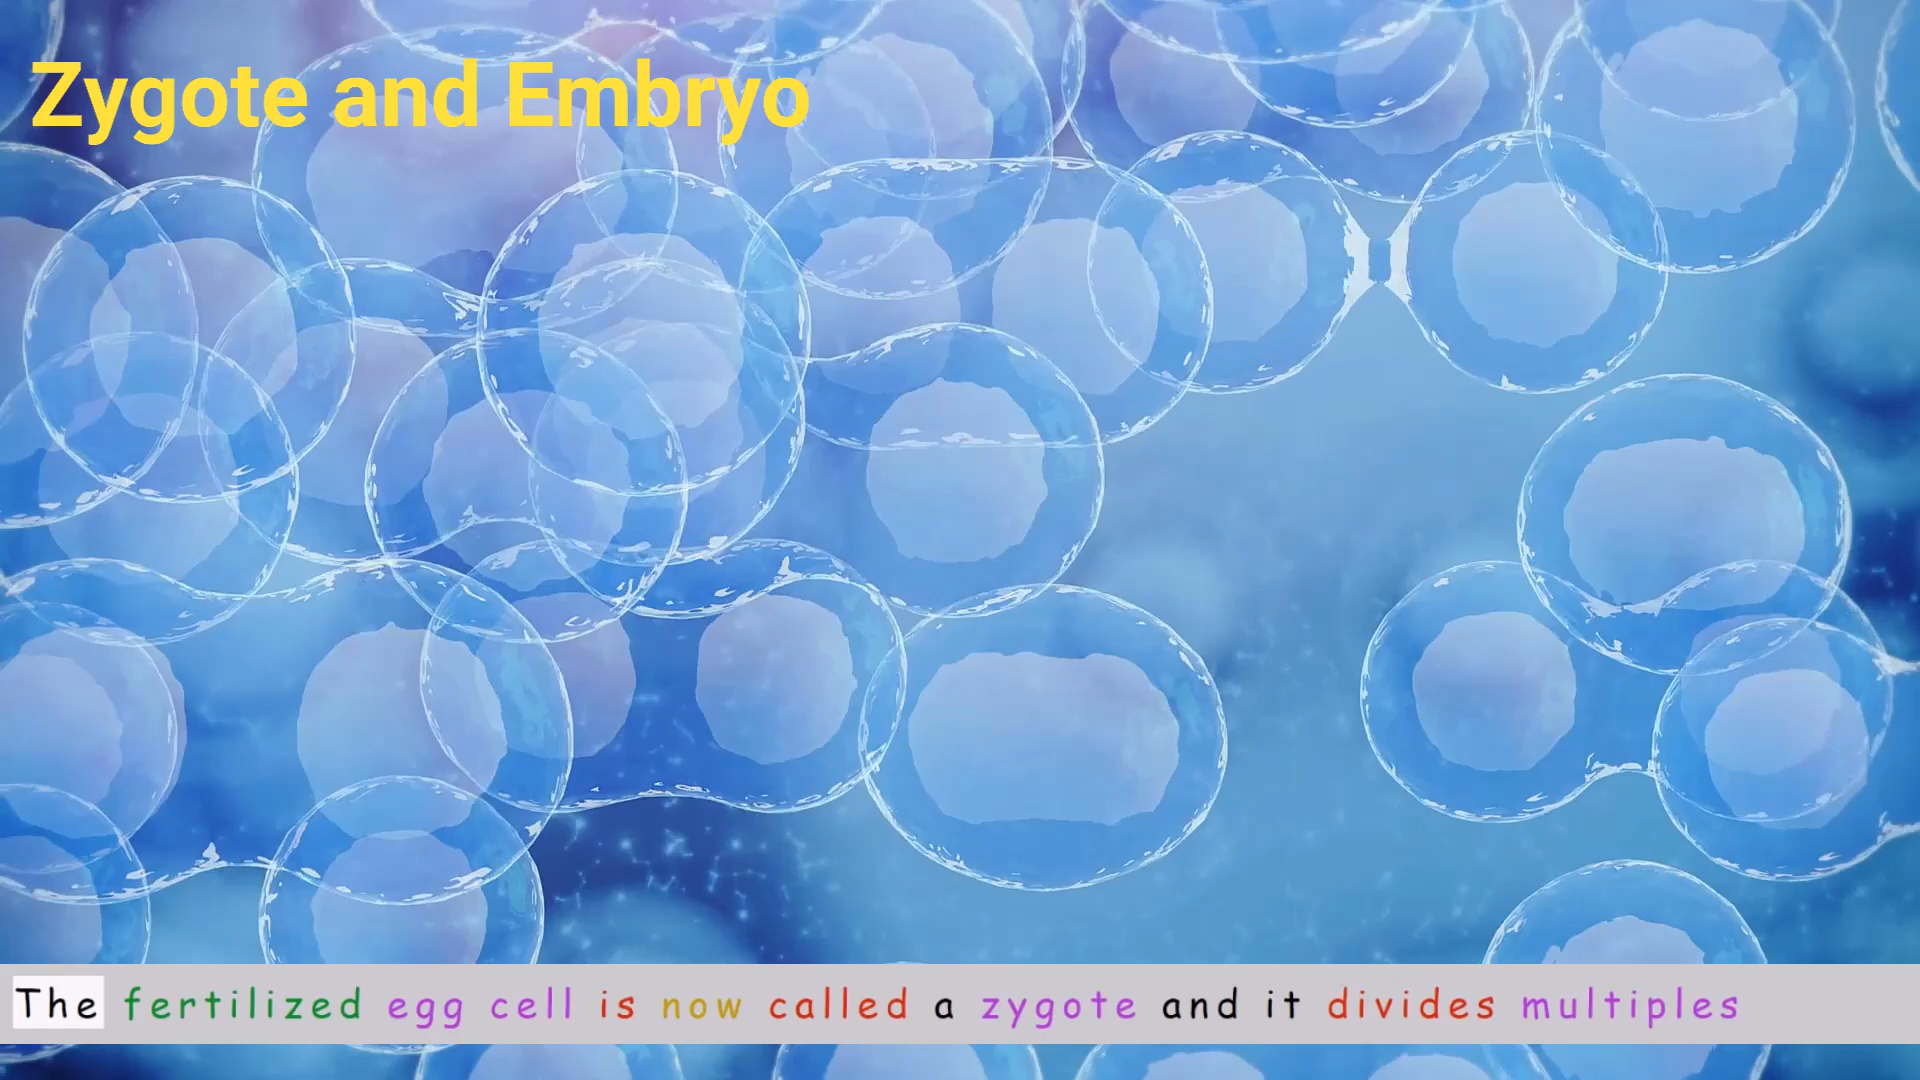 Zygote and Embryo
The fertilized egg cell is now called a zygote and it divides multiples